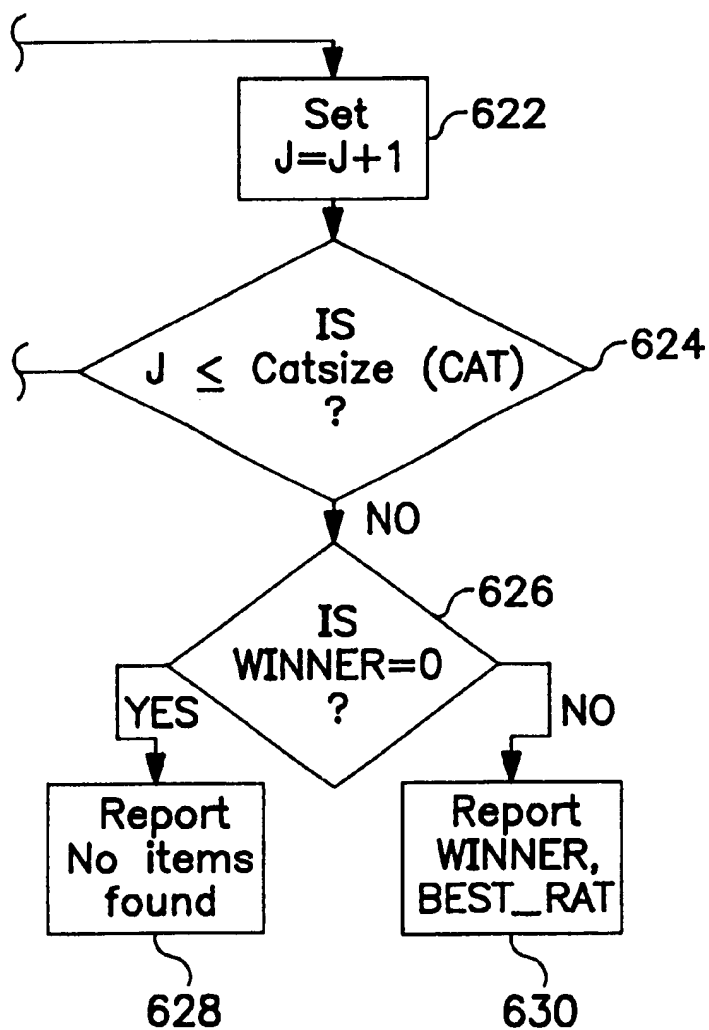 Set
J=J+1
622
IS
J ≤ Catsize (CAT)
?
624
NO
626
IS
WINNER=0
?
YES
NO
Report
No items
found
Report
WINNER,
BEST_RAT
628
630